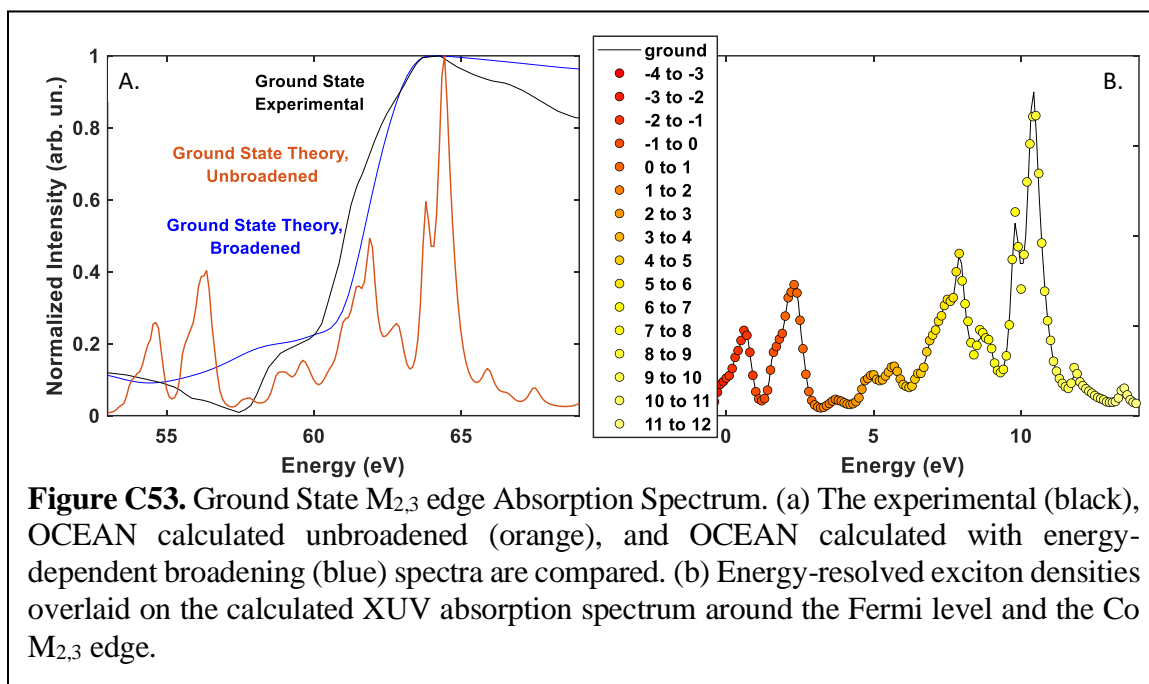 A.
Ground State
Experimental
Ground State Theory,
Unbroadened
Ground State Theory,
Broadened
Normalized Intensity (arb. un.)
1
0.8
0.6
0.4
0.2
0
55
60
65
Energy (eV)
ground
-4 to -3
-3 to -2
-2 to -1
-1 to 0
0 to 1
1 to 2
2 to 3
3 to 4
4 to 5
5 to 6
6 to 7
7 to 8
8 to 9
9 to 10
10 to 11
11 to 12
B.
0
5
10
Energy (eV)
Figure C53. Ground State M2,3 edge Absorption Spectrum. (a) The experimental (black),
OCEAN calculated unbroadened (orange), and OCEAN calculated with energy-
dependent broadening (blue) spectra are compared. (b) Energy-resolved exciton densities
overlaid on the calculated XUV absorption spectrum around the Fermi level and the Co
M2,3 edge.